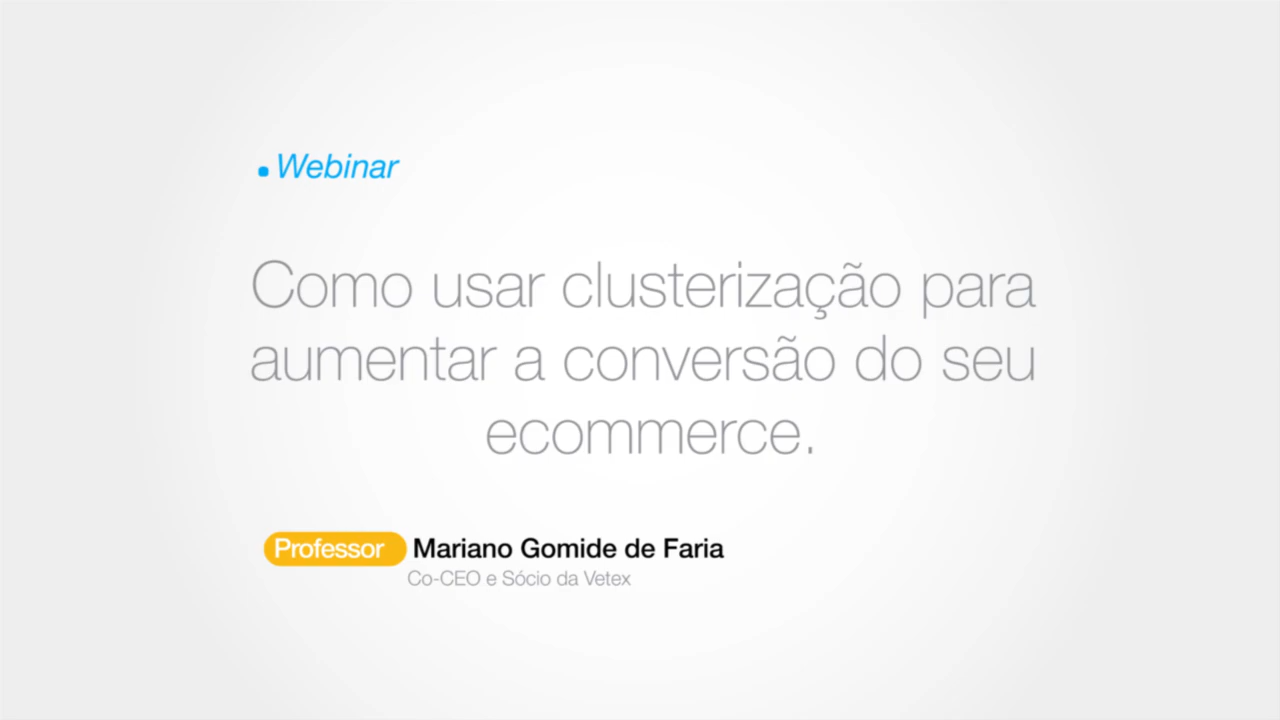 Webinar
Como usar clusterização para
aumentar a conversão do seu
ecommerce.
Professor Mariano Gomide de Faria
Co-CEO e Sócio da Vetex